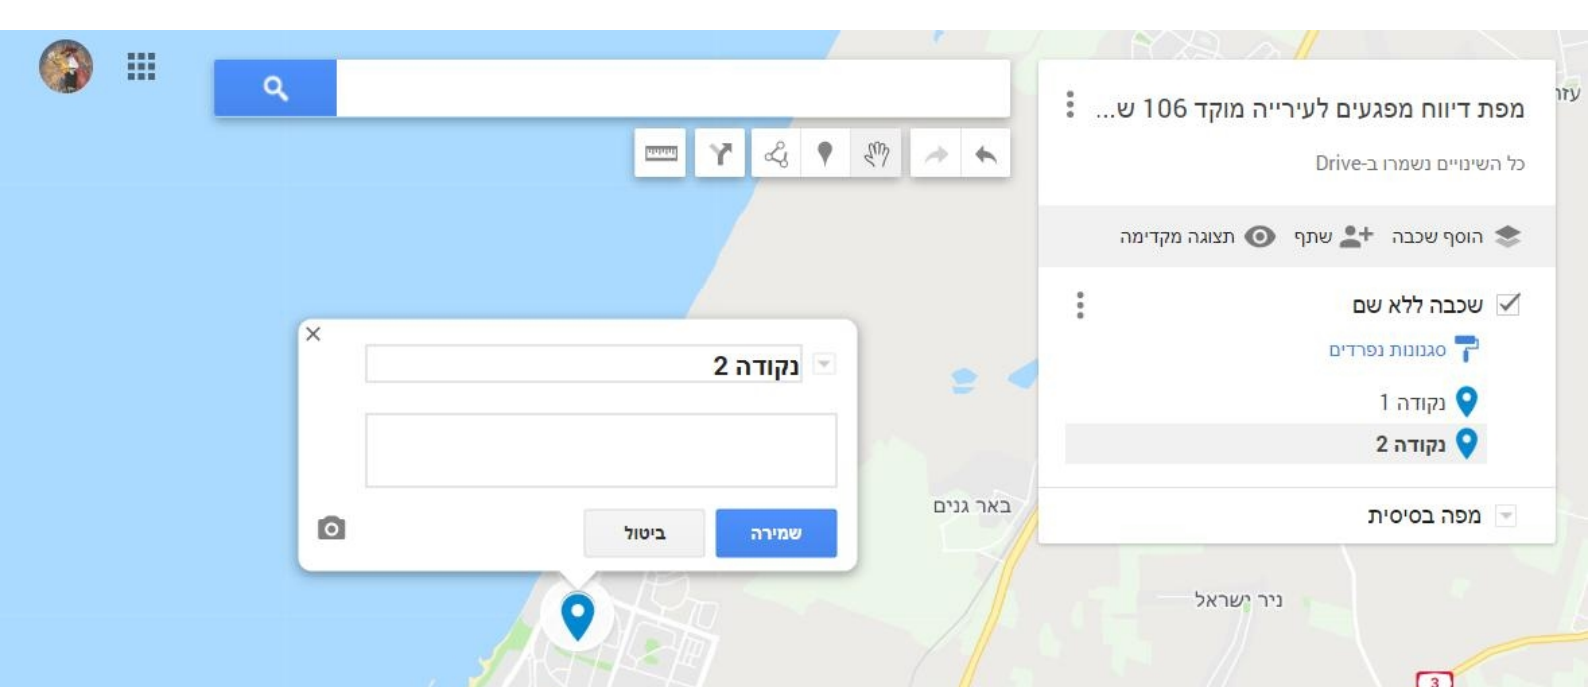 מפת דיווח מפגעים לעירייה מוקד 106 ש...
כל השינויים נשמרו ב-Drive
הוסף שכבה שתף תצוגה מקדימה
שכבה ללא שם
סגנונות נפרדים
נקודה 1
נקודה 2
מפה בסיסית
נקודה 2
שמירה ביטול
באר גנים
ניר ישראל
3